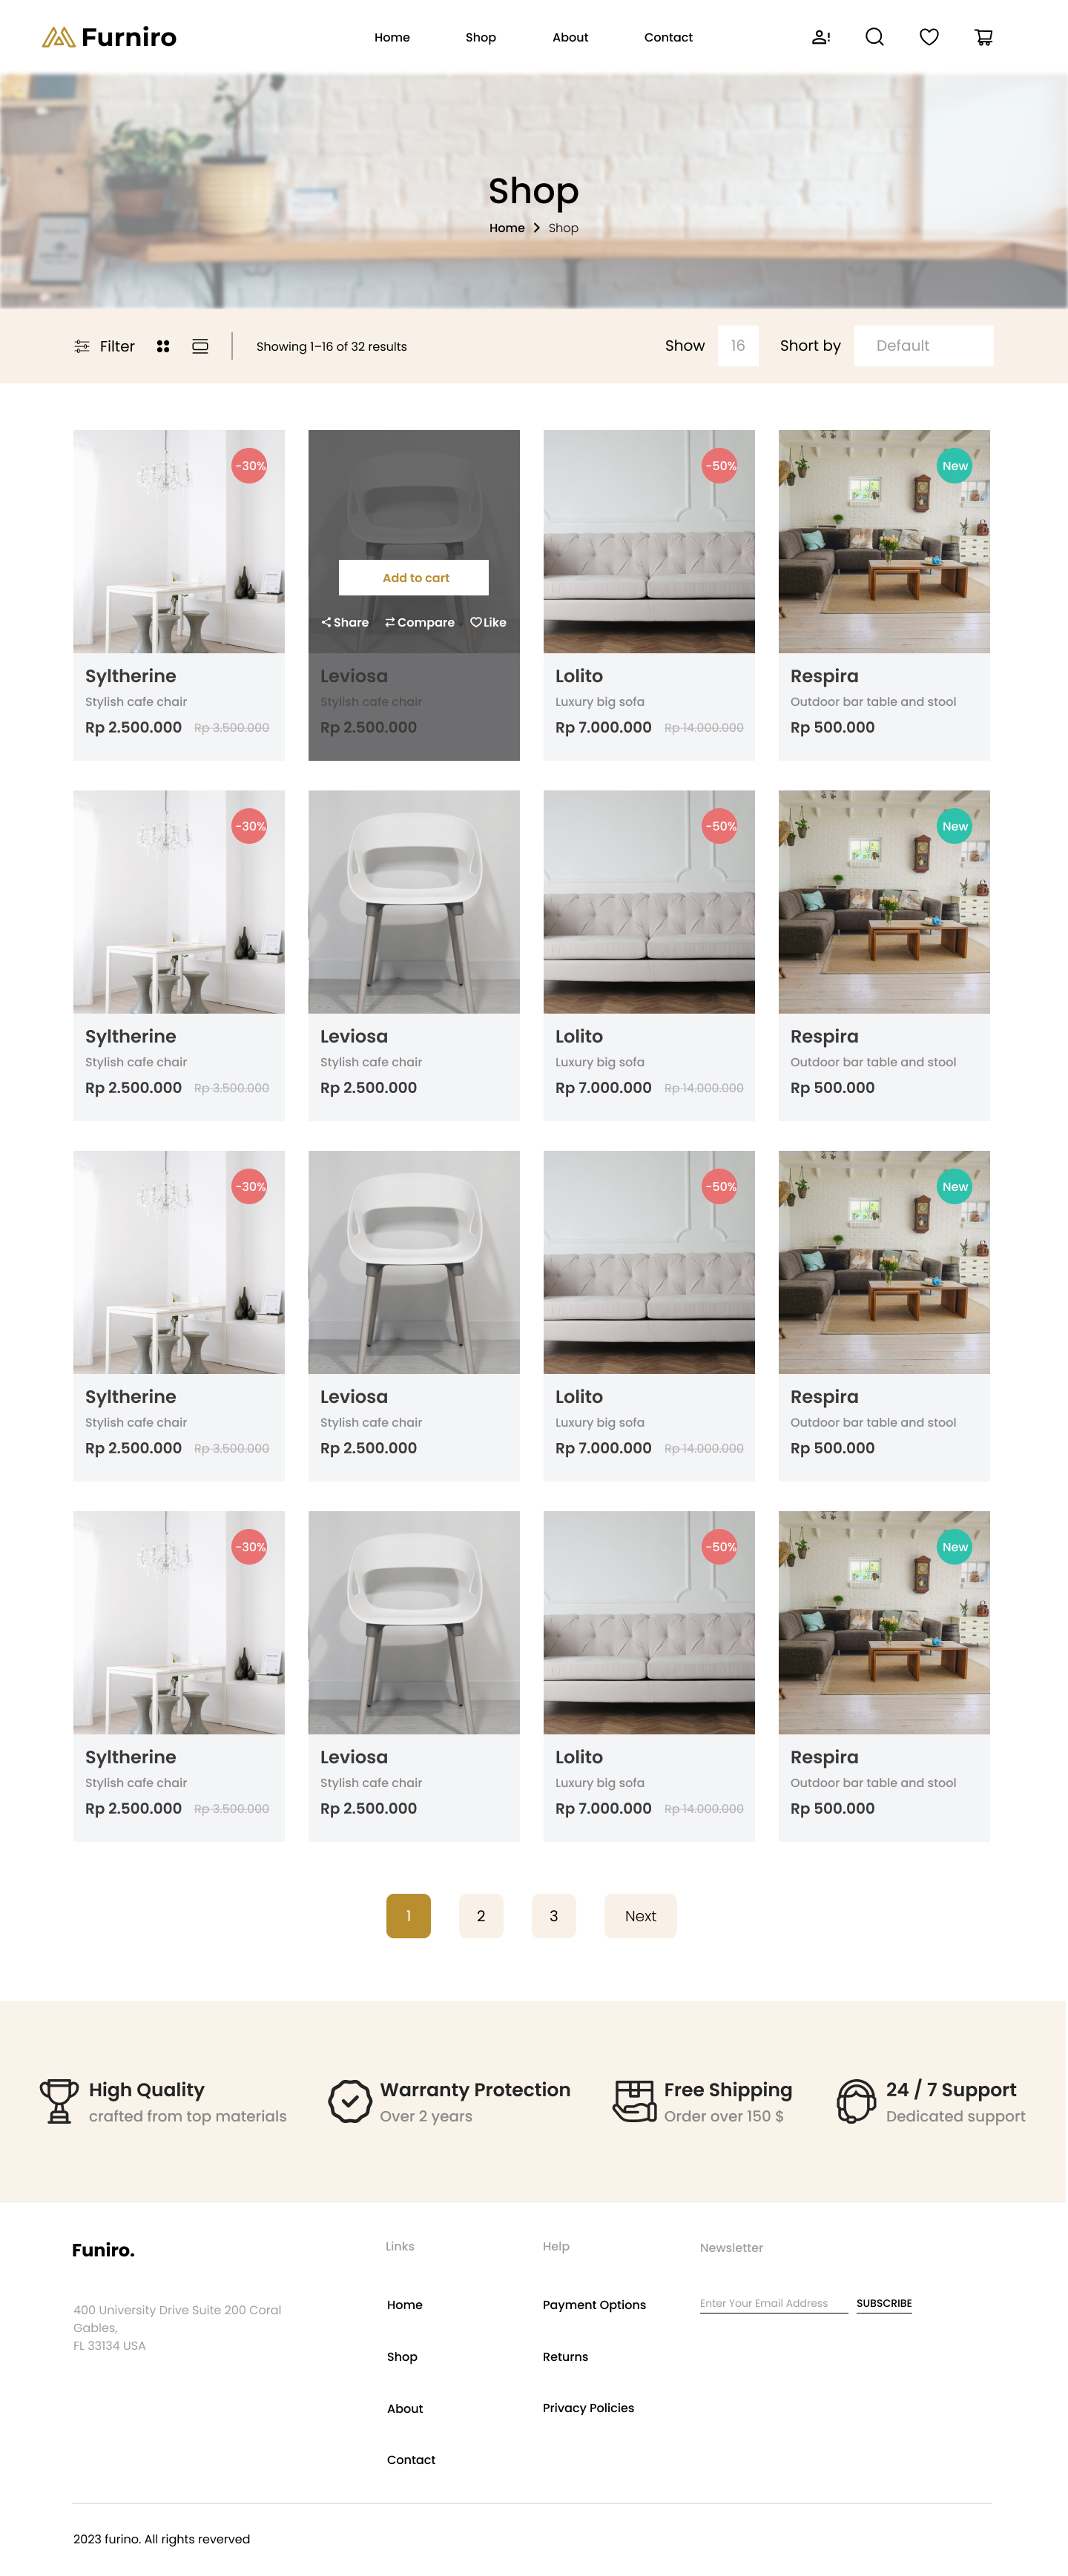 Furniro
Home Shop About Contact
Shop
Home Shop
Filter Showing 1–16 of 32 results Show 16 Short by Default
-30% -50% New
Add to cart
Share Compare Like
Syltherine Leviosa Lolito Respira
Stylish cafe chair Stylish cafe chair Luxury big sofa Outdoor bar table and stool
Rp 2.500.000 Rp 3.500.000 Rp 2.500.000 Rp 7.000.000 Rp 14.000.000 Rp 500.000
-30% -50% New
Syltherine Leviosa Lolito Respira
Stylish cafe chair Stylish cafe chair Luxury big sofa Outdoor bar table and stool
Rp 2.500.000 Rp 3.500.000 Rp 2.500.000 Rp 7.000.000 Rp 14.000.000 Rp 500.000
-30% -50% New
Syltherine Leviosa Lolito Respira
Stylish cafe chair Stylish cafe chair Luxury big sofa Outdoor bar table and stool
Rp 2.500.000 Rp 3.500.000 Rp 2.500.000 Rp 7.000.000 Rp 14.000.000 Rp 500.000
-30% -50% New
Syltherine Leviosa Lolito Respira
Stylish cafe chair Stylish cafe chair Luxury big sofa Outdoor bar table and stool
Rp 2.500.000 Rp 3.500.000 Rp 2.500.000 Rp 7.000.000 Rp 14.000.000 Rp 500.000
1 2 3 Next
High Quality Warranty Protection Free Shipping 24 / 7 Support
crafted from top materials Over 2 years Order over 150 $ Dedicated support
Funiro.
400 University Drive Suite 200 Coral
Gables,
FL 33134 USA
Links
Home
Shop
About
Contact
Help
Payment Options
Returns
Privacy Policies
Newsletter
Enter Your Email Address SUBSCRIBE
2023 furino. All rights reverved